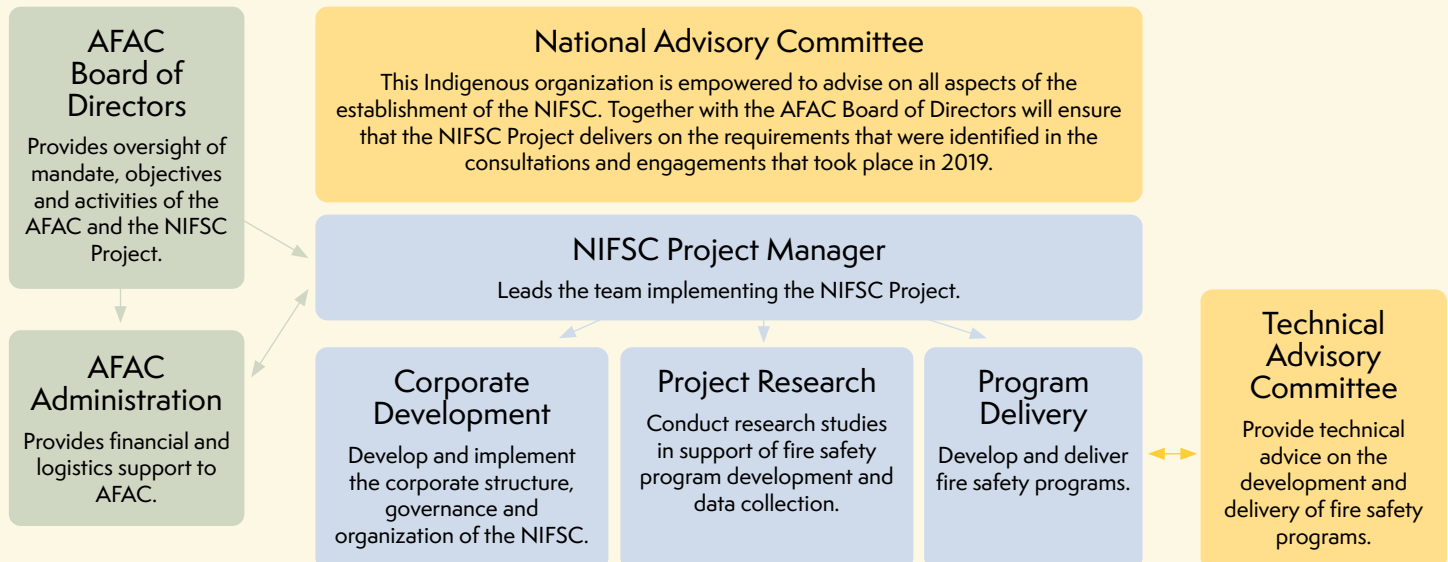 AFAC
Board of
Directors
Provides oversight of
mandate, objectives
and activities of the
AFAC and the NIFSC
Project.
National Advisory Committee
This Indigenous organization is empowered to advise on all aspects of the
establishment of the NIFSC. Together with the AFAC Board of Directors will ensure
that the NIFSC Project delivers on the requirements that were identified in the
consultations and engagements that took place in 2019.
NIFSC Project Manager
Leads the team implementing the NIFSC Project.
AFAC
Administration
Provides financial and
logistics support to
AFAC.
Corporate
Development
Develop and implement
the corporate structure,
governance and
organization of the NIFSC.
Project Research
Conduct research studies
in support of fire safety
program development and
data collection.
Program
Delivery
Develop and deliver
fire safety programs.
Technical
Advisory
Committee
Provide technical
advice on the
development and
delivery of fire safety
programs.